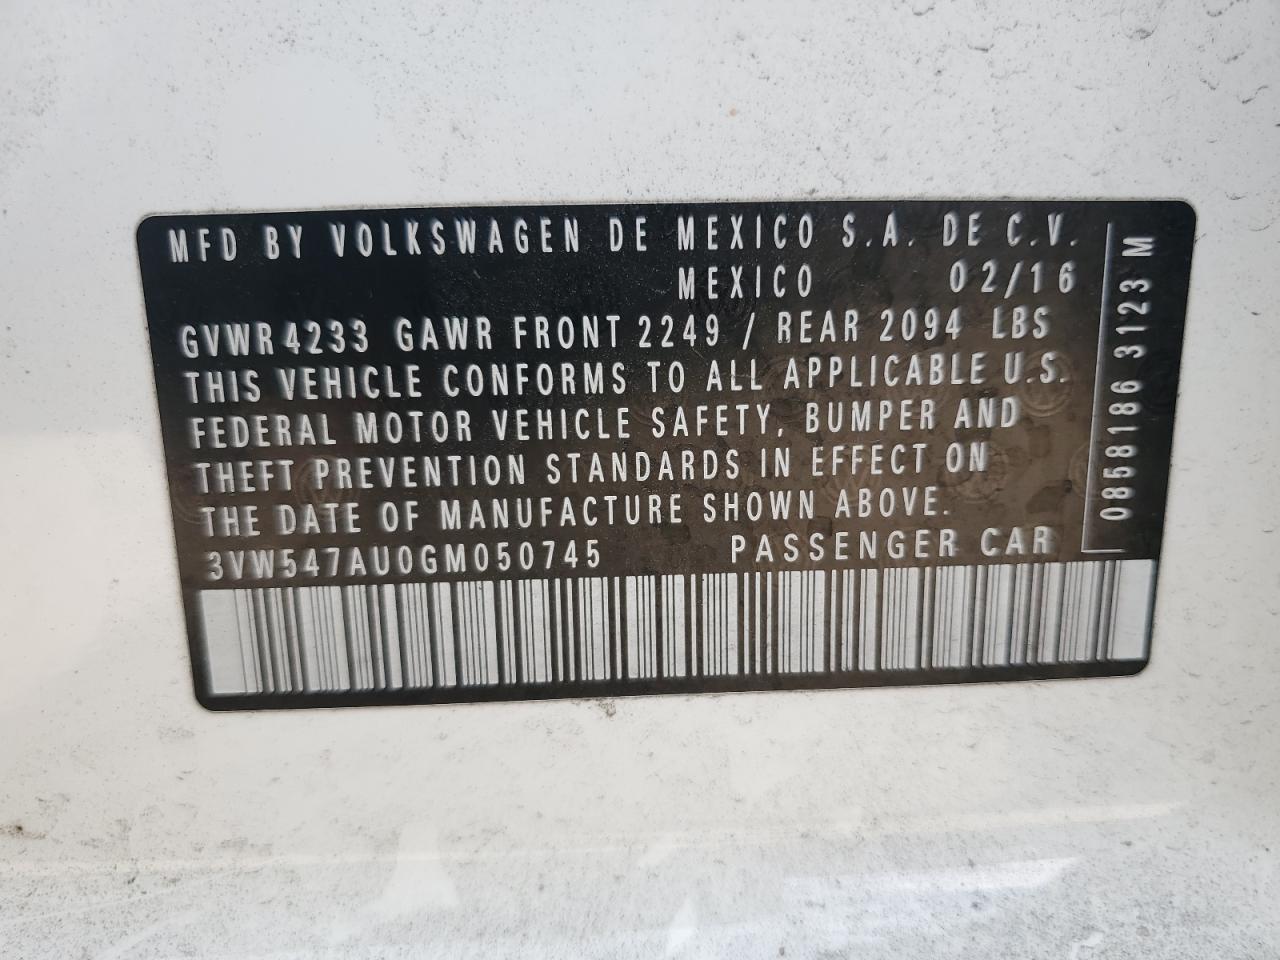 MFD BY VOLKSWAGEN DE MEXICO S.A. DE C.V.
MEXICO 02/16
GVWR 4233 GAWR FRONT 2249 / REAR 2094 LBS
THIS VEHICLE CONFORMS TO ALL APPLICABLE U.S.
FEDERAL MOTOR VEHICLE SAFETY, BUMPER AND
THEFT PREVENTION STANDARDS IN EFFECT ON
THE DATE OF MANUFACTURE SHOWN ABOVE.
3VW547AU0GM050745 PASSENGER CAR
0858186 3123 M